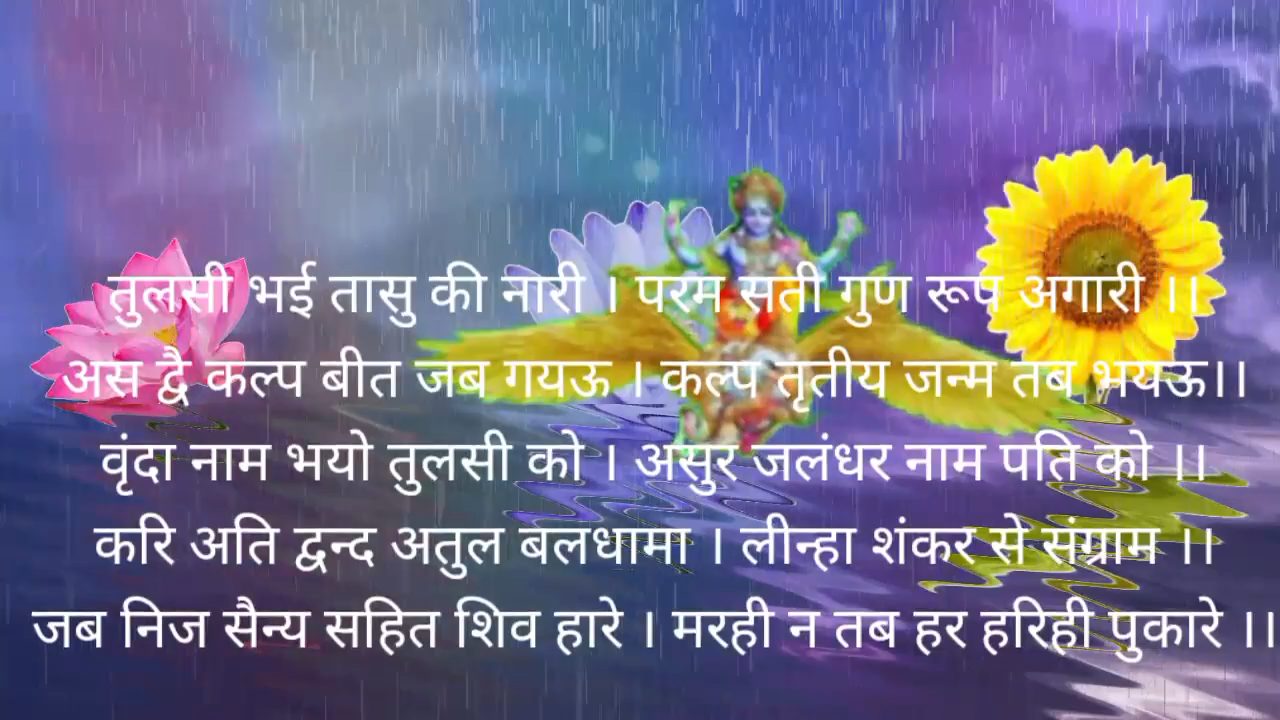 तुलसी भई तासु की नारी । परम सती गुण रूप अगारी ।।
अस द्वै कल्प बीत जब गयऊ । कल्प तृतीय जन्म तब भयऊ।।
वृंदा नाम भयो तुलसी को । असुर जलंधर नाम पति को ।।
करि अति द्वन्द अतुल बलधामा । लीन्हा शंकर से संग्राम ।।
जब निज सैन्य सहित शिव हारे । मरही न तब हर हरिही पुकारे ।।